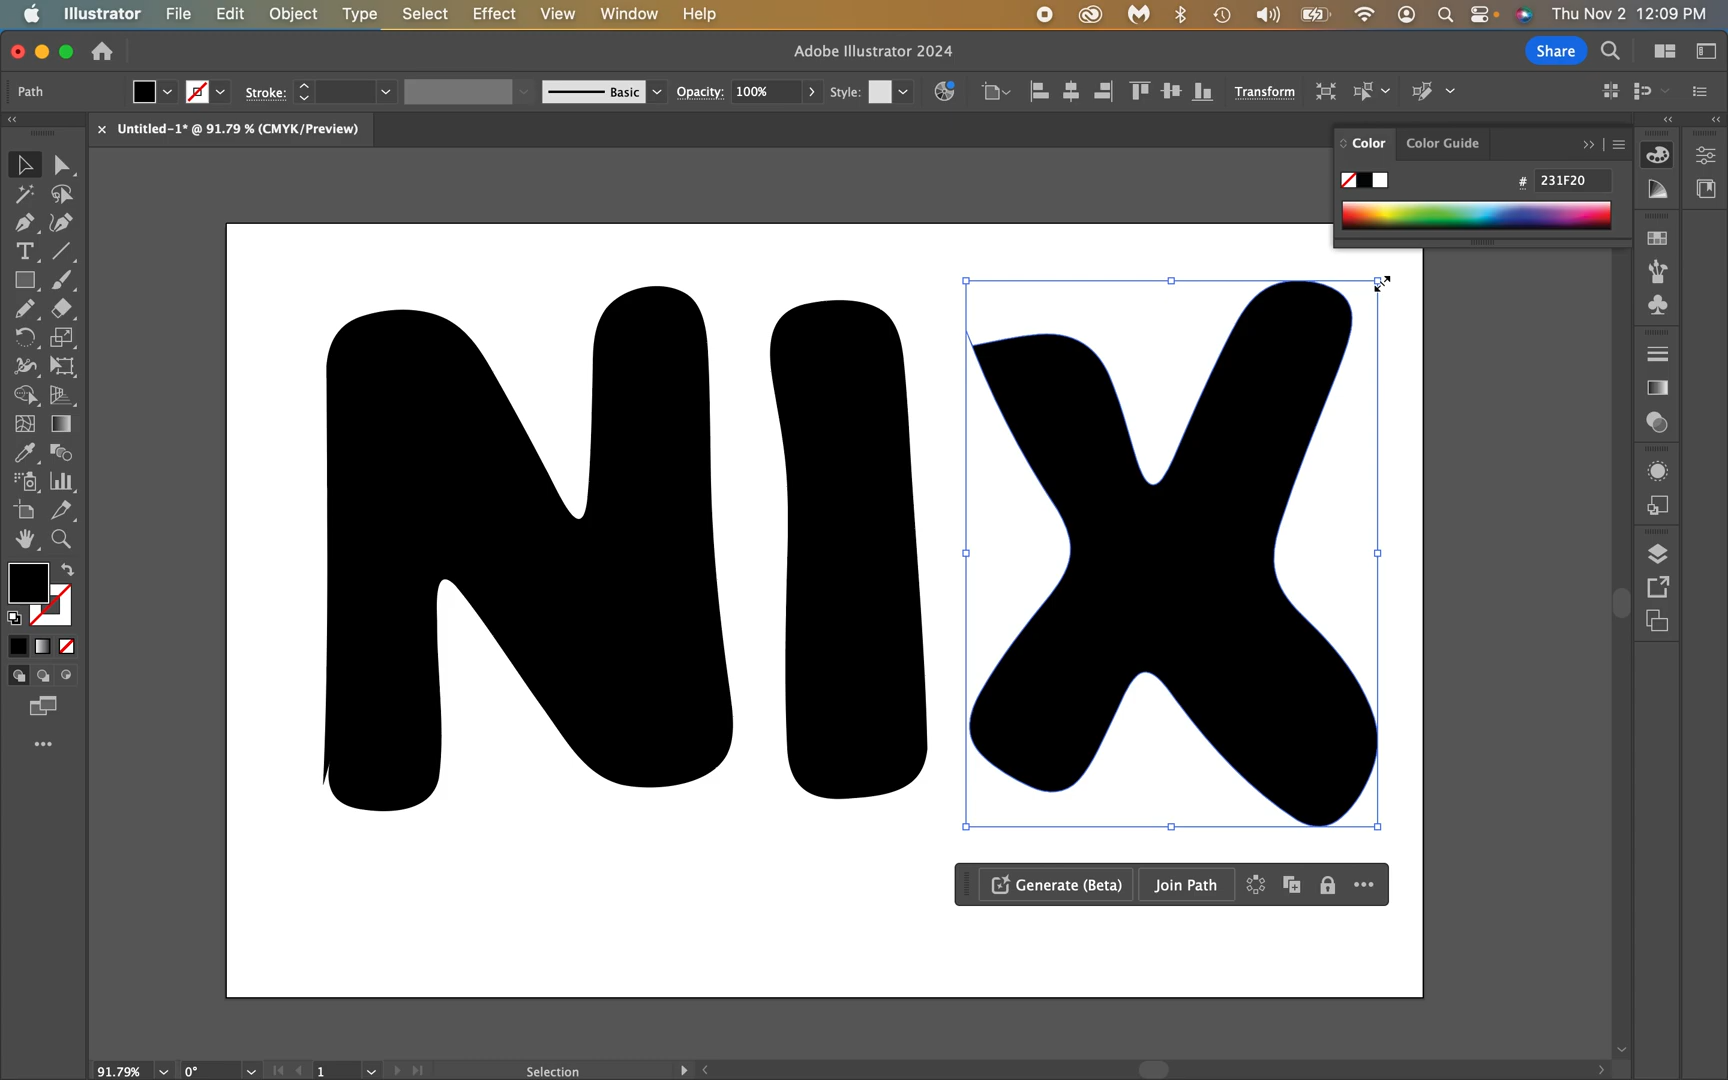 Illustrator File Edit Object Type Select Effect View Window Help Thu Nov 2 12:09 PM
Adobe Illustrator 2024 Share
Path Stroke: Basic Opacity: 100% Style: Transform
Untitled-1* @ 91.79 % (CMYK/Preview)
Color Color Guide
# 231F20
NIX
Generate (Beta) Join Path
91.79% 0° 1 Selection